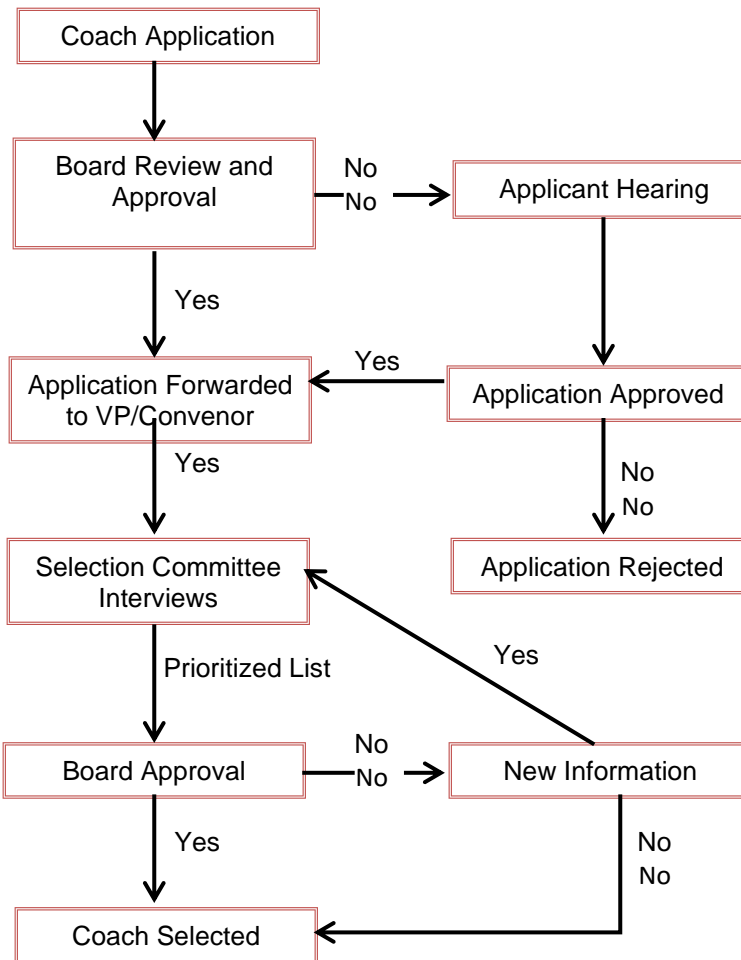 Coach Application
Board Review and
Approval
No
No
Applicant Hearing
Yes
Application Forwarded
to VP/Convenor
Yes
Application Approved
Yes
No
No
Selection Committee
Interviews
Application Rejected
Prioritized List
Yes
Board Approval
No
No
New Information
Yes
No
No
Coach Selected